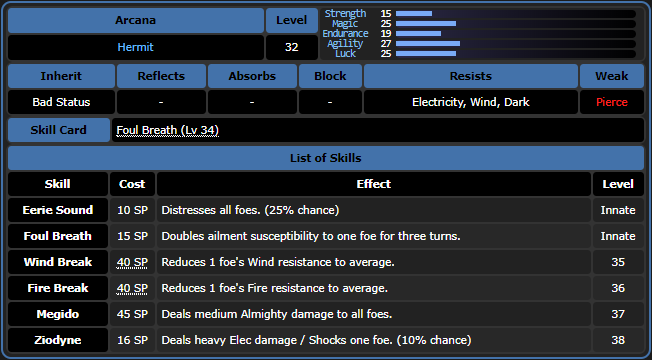 Arcana Level
Hermit 32
Strength 15
Magic 25
Endurance 19
Agility 27
Luck 25
Inherit Reflects Absorbs Block Resists Weak
Bad Status - - - Electricity, Wind, Dark Pierce
Skill Card Foul Breath (Lv 34)
List of Skills
Skill Cost Effect Level
Eerie Sound 10 SP Distresses all foes. (25% chance) Innate
Foul Breath 15 SP Doubles ailment susceptibility to one foe for three turns. Innate
Wind Break 40 SP Reduces 1 foe's Wind resistance to average. 35
Fire Break 40 SP Reduces 1 foe's Fire resistance to average. 36
Megido 45 SP Deals medium Almighty damage to all foes. 37
Ziodyne 16 SP Deals heavy Elec damage / Shocks one foe. (10% chance) 38